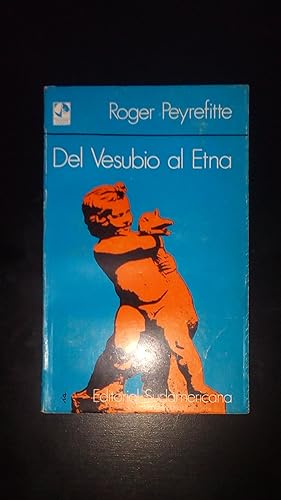 Roger Peyrefitte
Del Vesubio al Etna
Editorial Sudamericana